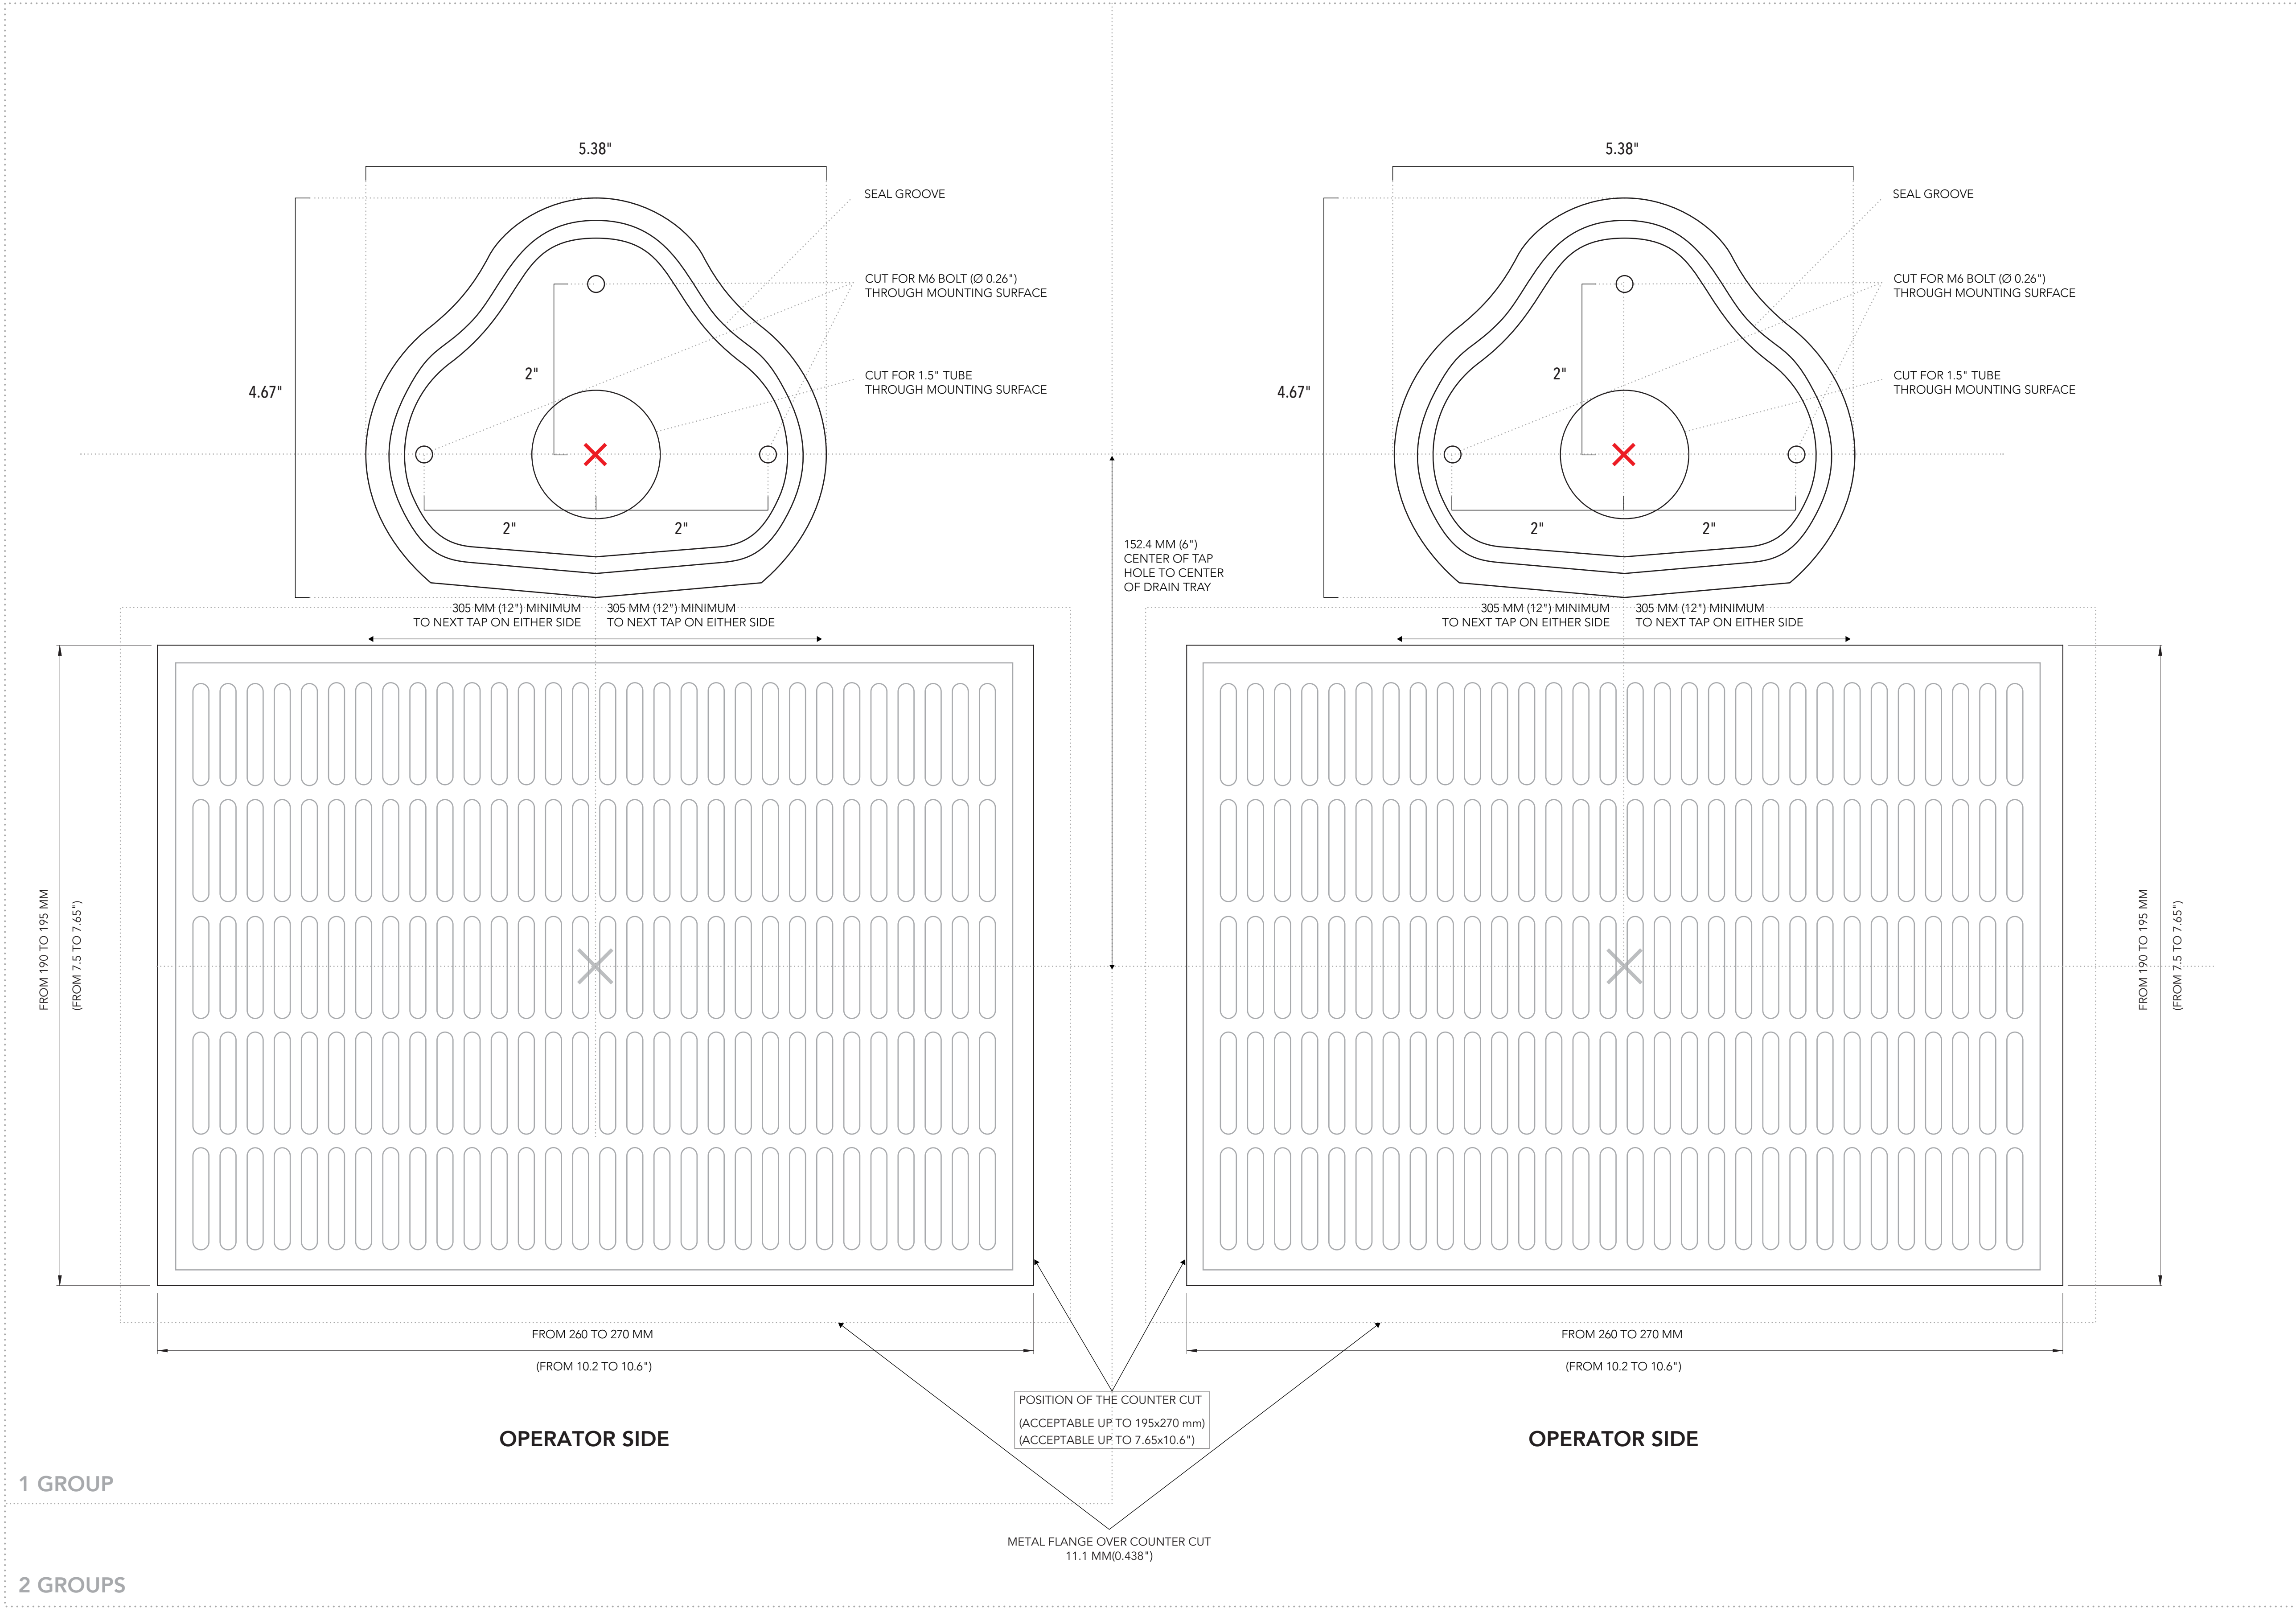 5.38"
5.38"
SEAL GROOVE
SEAL GROOVE
CUT FOR M6 BOLT (Ø 0.26")
THROUGH MOUNTING SURFACE
CUT FOR M6 BOLT (Ø 0.26")
THROUGH MOUNTING SURFACE
2"
2"
CUT FOR 1.5" TUBE
THROUGH MOUNTING SURFACE
CUT FOR 1.5" TUBE
THROUGH MOUNTING SURFACE
4.67"
4.67"
2"
2"
2"
2"
152.4 MM (6")
CENTER OF TAP
HOLE TO CENTER
OF DRAIN TRAY
305 MM (12") MINIMUM
TO NEXT TAP ON EITHER SIDE
305 MM (12") MINIMUM
TO NEXT TAP ON EITHER SIDE
305 MM (12") MINIMUM
TO NEXT TAP ON EITHER SIDE
305 MM (12") MINIMUM
TO NEXT TAP ON EITHER SIDE
FROM 190 TO 195 MM
(FROM 7.5 TO 7.65")
FROM 190 TO 195 MM
(FROM 7.5 TO 7.65")
FROM 260 TO 270 MM
(FROM 10.2 TO 10.6")
FROM 260 TO 270 MM
(FROM 10.2 TO 10.6")
POSITION OF THE COUNTER CUT
(ACCEPTABLE UP TO 195x270 mm)
(ACCEPTABLE UP TO 7.65x10.6")
OPERATOR SIDE
OPERATOR SIDE
1 GROUP
METAL FLANGE OVER COUNTER CUT
11.1 MM(0.438")
2 GROUPS